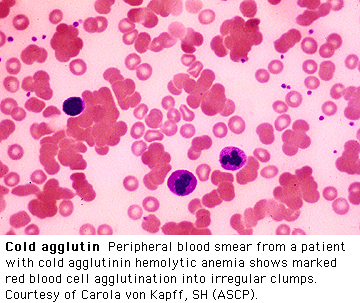 Cold agglutin Peripheral blood smear from a patient
with cold agglutinin hemolytic anemia shows marked
red blood cell agglutination into irregular clumps.
Courtesy of Carola von Kapff, SH (ASCP).